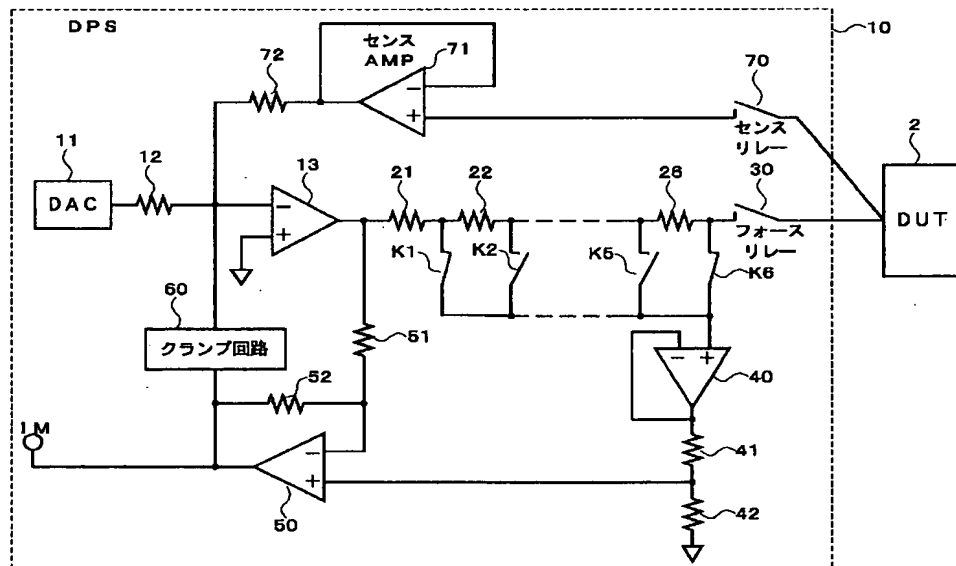 DPS
10
センス
AMP
71
72
70
センス
リレー
2
DUT
11
DAC
12
13
-
+
-
+
21
22
26
30
フォース
リレー
K1
K2
K5
K6
60
クランプ回路
51
52
-
+
40
IM
-
+
50
41
42